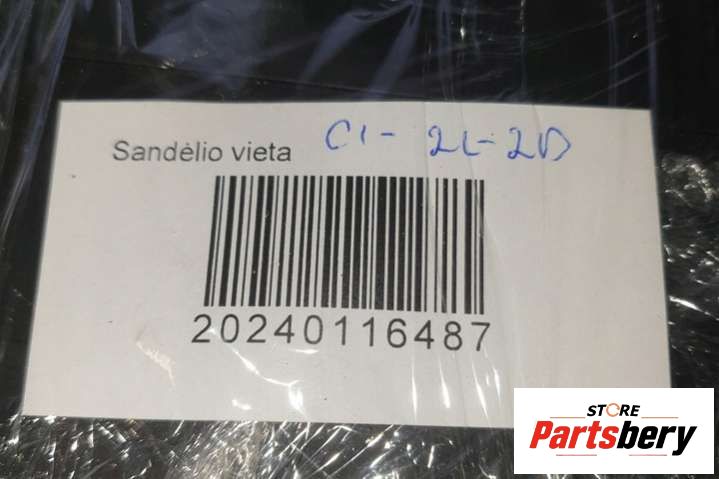 Sandėlio vieta C1-2L-2D
20240116487
STORE
Partsbery